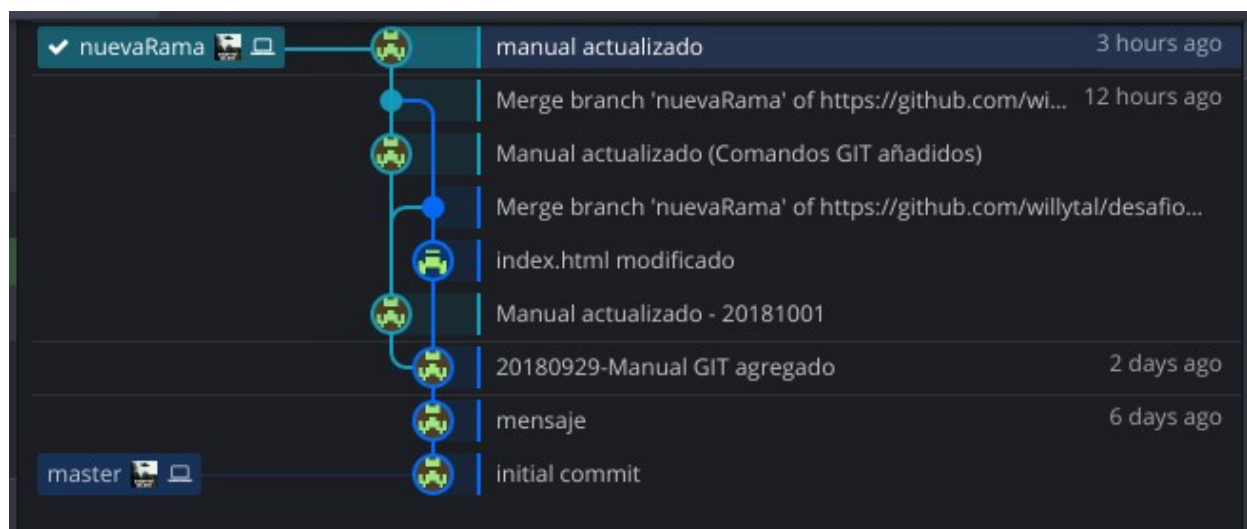 nuevaRama
manual actualizado 3 hours ago
Merge branch 'nuevaRama' of https://github.com/wi... 12 hours ago
Manual actualizado (Comandos GIT añadidos)
Merge branch 'nuevaRama' of https://github.com/willytal/desafio...
index.html modificado
Manual actualizado - 20181001
20180929-Manual GIT agregado 2 days ago
mensaje 6 days ago
master
initial commit